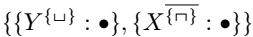 {{Y^{{⊔}} : •}, {X^{\overline{{⊓}}} : •}}